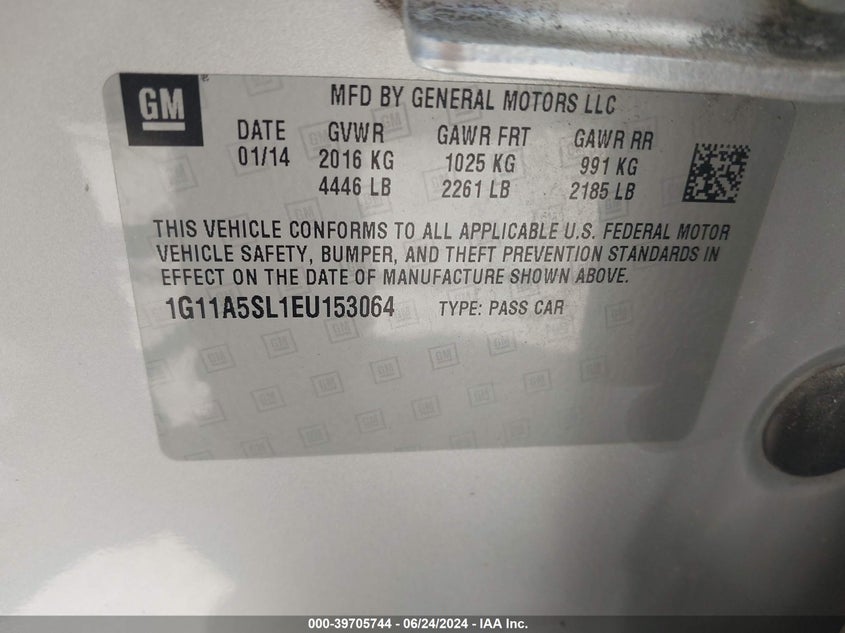 GM
MFD BY GENERAL MOTORS LLC
DATE GVWR GAWR FRT GAWR RR
01/14 2016 KG 1025 KG 991 KG
4446 LB 2261 LB 2185 LB
THIS VEHICLE CONFORMS TO ALL APPLICABLE U.S. FEDERAL MOTOR
VEHICLE SAFETY, BUMPER, AND THEFT PREVENTION STANDARDS IN
EFFECT ON THE DATE OF MANUFACTURE SHOWN ABOVE.
1G11A5SL1EU153064 TYPE: PASS CAR
000-39705744 / 06/24/2024 - IAA Inc.